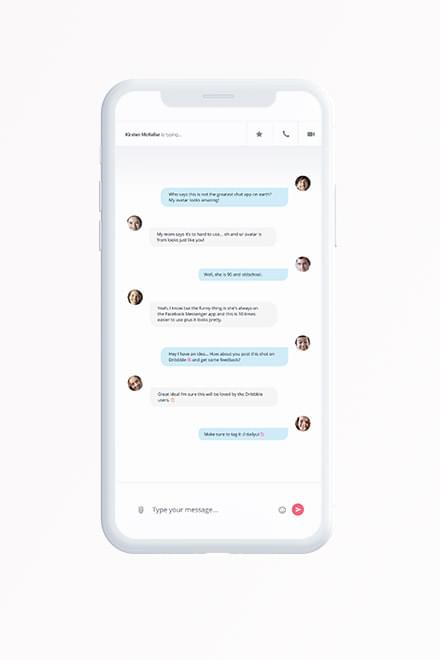 Kirsten McKellar is typing...
Who says this is not the greatest chat app on earth?
My avatar looks amazing!
My mom says it's to hard to use... oh and ur avatar is
from looks just like you!
Well, she is 90 and oldschool.
Yeah, I know but the funny thing is she's always on
the Facebook Messenger app and this is 10 times
easier to use plus it looks pretty.
Hey I have an idea... How about you post this shot on
Dribbble and get some feedback?
Great idea! I'm sure this will be loved by the Dribbble
users.
Make sure to tag it
Type your message...